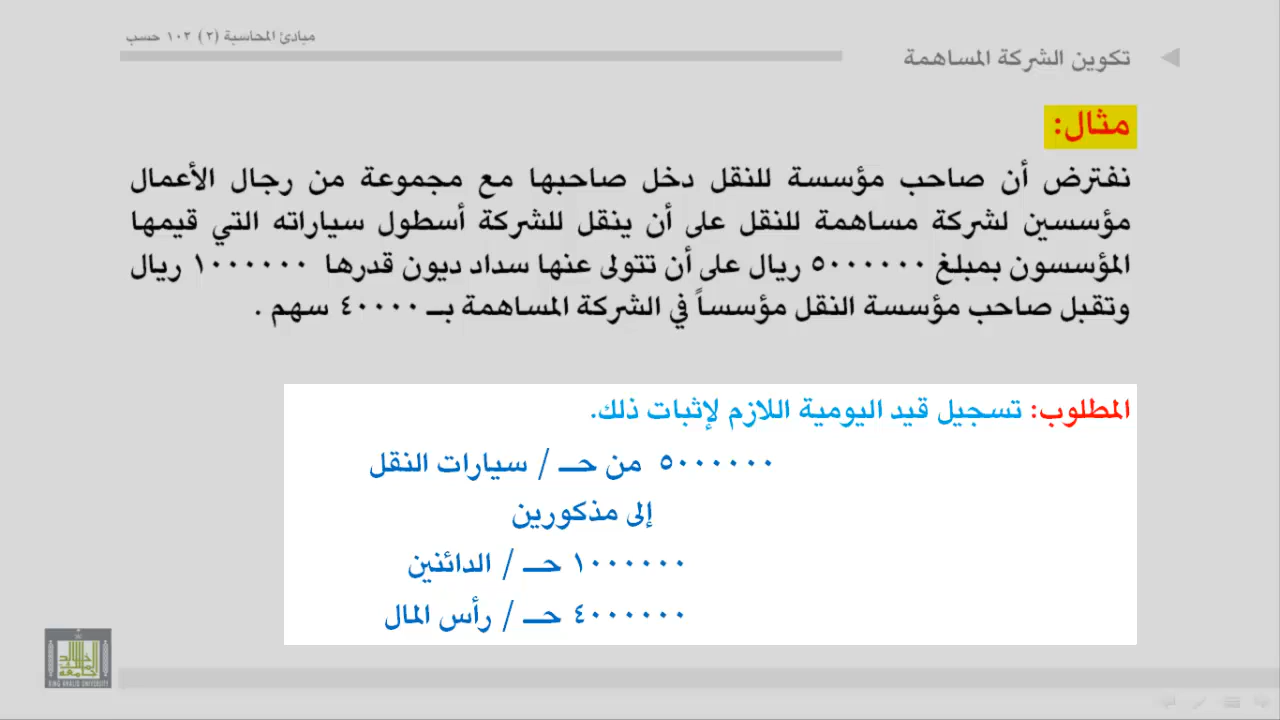 مبادئ المحاسبة (٢) ١٠٢ حسب
تكوين الشركة المساهمة
مثال:
نفترض أن صاحب مؤسسة للنقل دخل صاحبها مع مجموعة من رجال الأعمال
مؤسسين لشركة مساهمة للنقل على أن ينقل للشركة أسطول سياراته التي قيمها
المؤسسون بمبلغ ٥٠٠٠٠٠٠ ريال على أن تتولى عنها سداد ديون قدرها ١٠٠٠٠٠٠ ريال
وتقبل صاحب مؤسسة النقل مؤسساً في الشركة المساهمة بـ ٤٠٠٠٠ سهم .
المطلوب: تسجيل قيد اليومية اللازم لإثبات ذلك.
٥٠٠٠٠٠٠ من حـ / سيارات النقل
إلى مذكورين
١٠٠٠٠٠٠ حـ / الدائنين
٤٠٠٠٠٠٠ حـ / رأس المال
KING KHALID UNIVERSITY